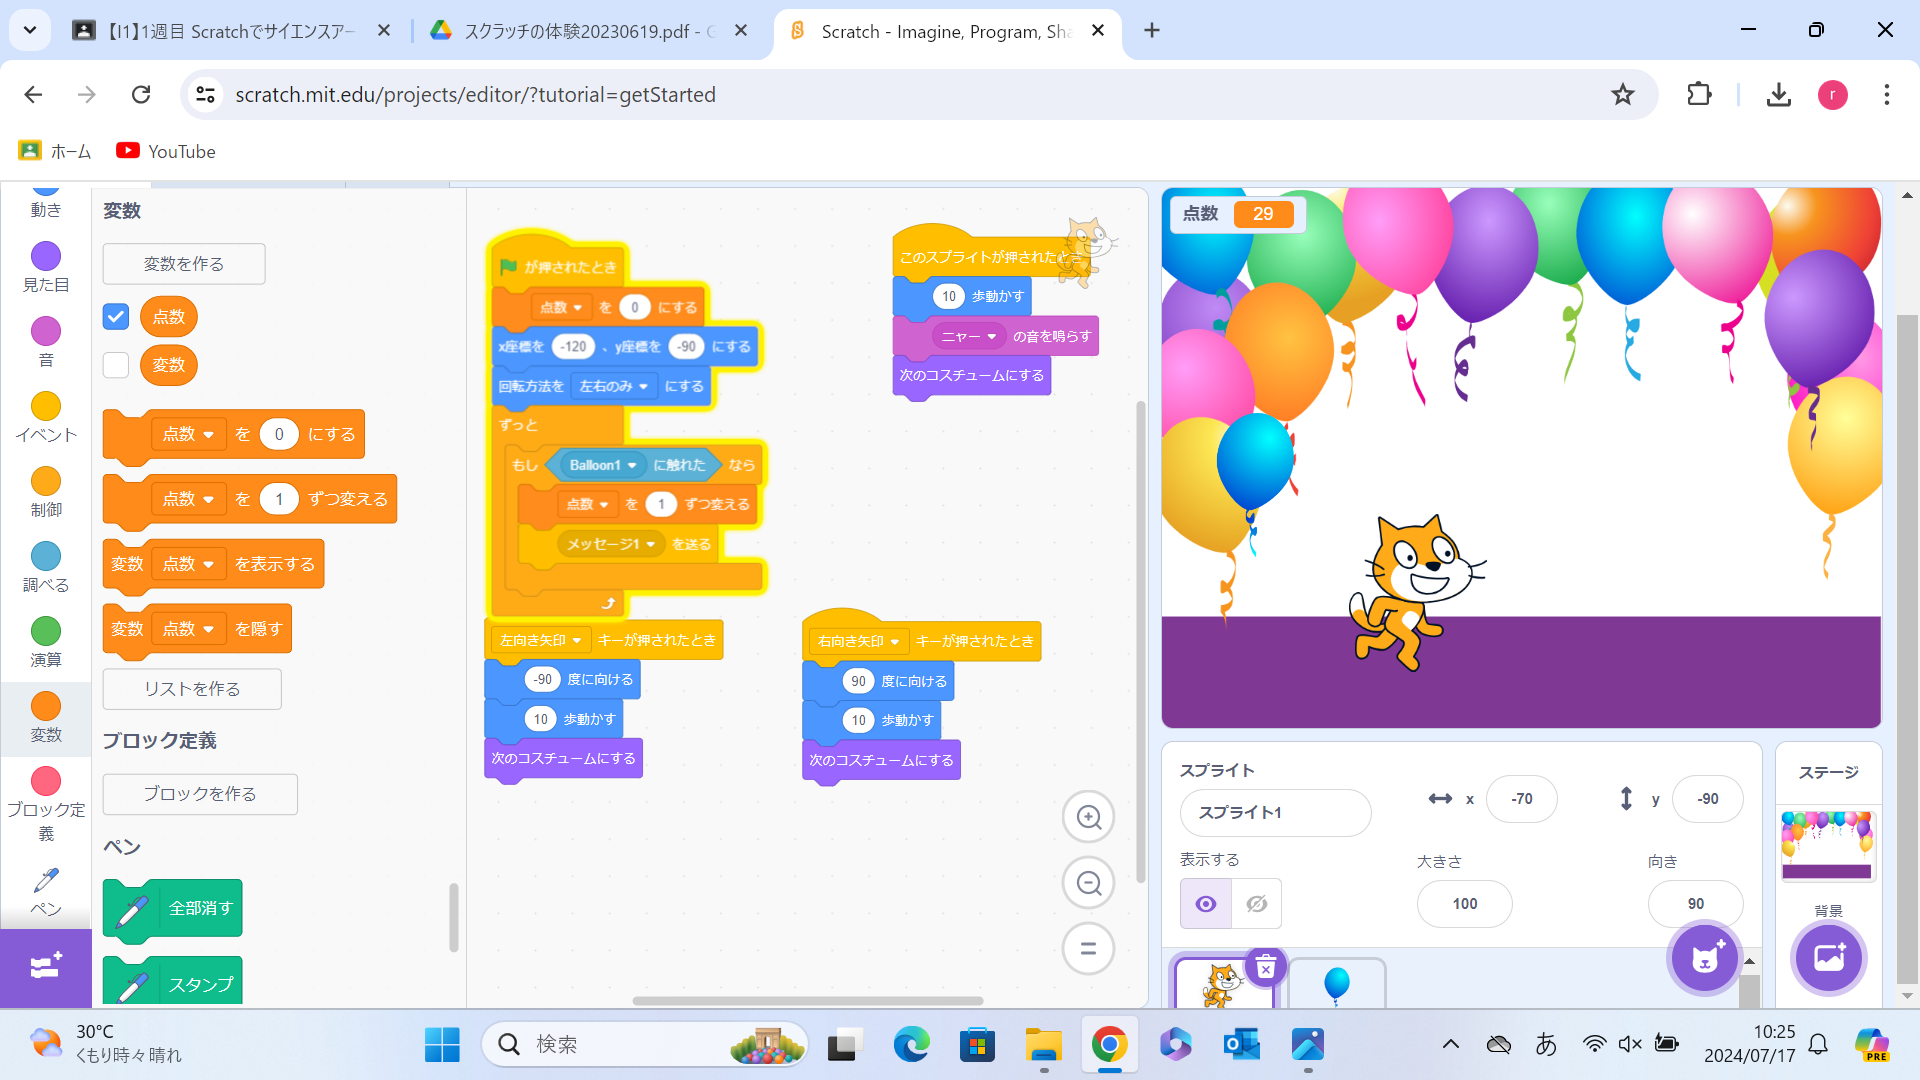 【I1】1週目 Scratchでサイエンスアー
スクラッチの体験20230619.pdf - G
Scratch - Imagine, Program, Sha
scratch.mit.edu/projects/editor/?tutorial=getStarted
r
ホーム
YouTube
動き
見た目
音
イベント
制御
調べる
演算
変数
ブロック定
義
ペン
変数
変数を作る
点数
変数
点数 を 0 にする
点数 を 1 ずつ変える
変数 点数 を表示する
変数 点数 を隠す
リストを作る
ブロック定義
ブロックを作る
ペン
全部消す
スタンプ
が押されたとき
点数 を 0 にする
x座標を -120 、y座標を -90 にする
回転方法を 左右のみ にする
ずっと
もし Balloon1 に触れた なら
点数 を 1 ずつ変える
メッセージ1 を送る
左向き矢印 キーが押されたとき
-90 度に向ける
10 歩動かす
次のコスチュームにする
このスプライトが押されたとき
10 歩動かす
ニャー の音を鳴らす
次のコスチュームにする
右向き矢印 キーが押されたとき
90 度に向ける
10 歩動かす
次のコスチュームにする
点数 29
スプライト
スプライト1
x -70
y -90
表示する
大きさ
100
向き
90
ステージ
背景
30°C
くもり時々晴れ
検索
あ
10:25
2024/07/17
PRE